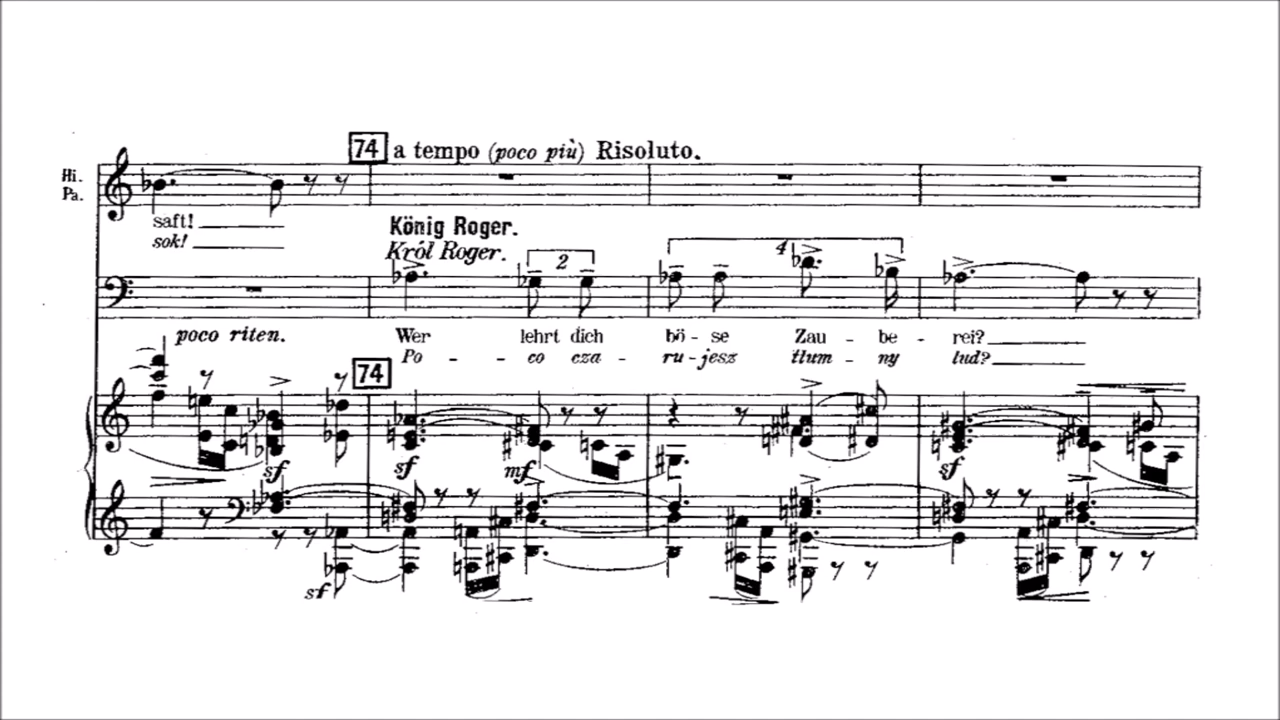 74 a tempo (poco più) Risoluto.
Hi.
Pa.
saft!
sok!
König Roger.
Król Roger.
2
4
poco riten.
Wer lehrt dich bö - se Zau - be - rei?
Po - - co cza - ru - jesz tłum - ny lud?
74
sf sf mf sf
sf